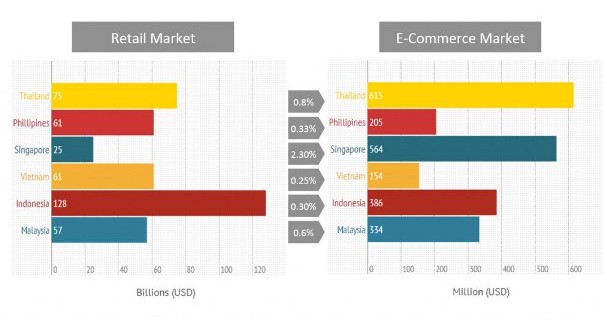 Retail Market
E-Commerce Market
Thailand 75
Phillipines 61
Singapore 25
Vietnam 61
Indonesia 128
Malaysia 57
0 20 40 60 80 100 120
Billions (USD)
0.8%
0.33%
2.30%
0.25%
0.30%
0.6%
Thailand 615
Phillipines 205
Singapore 564
Vietnam 154
Indonesia 386
Malaysia 334
0 100 200 300 400 500 600
Million (USD)